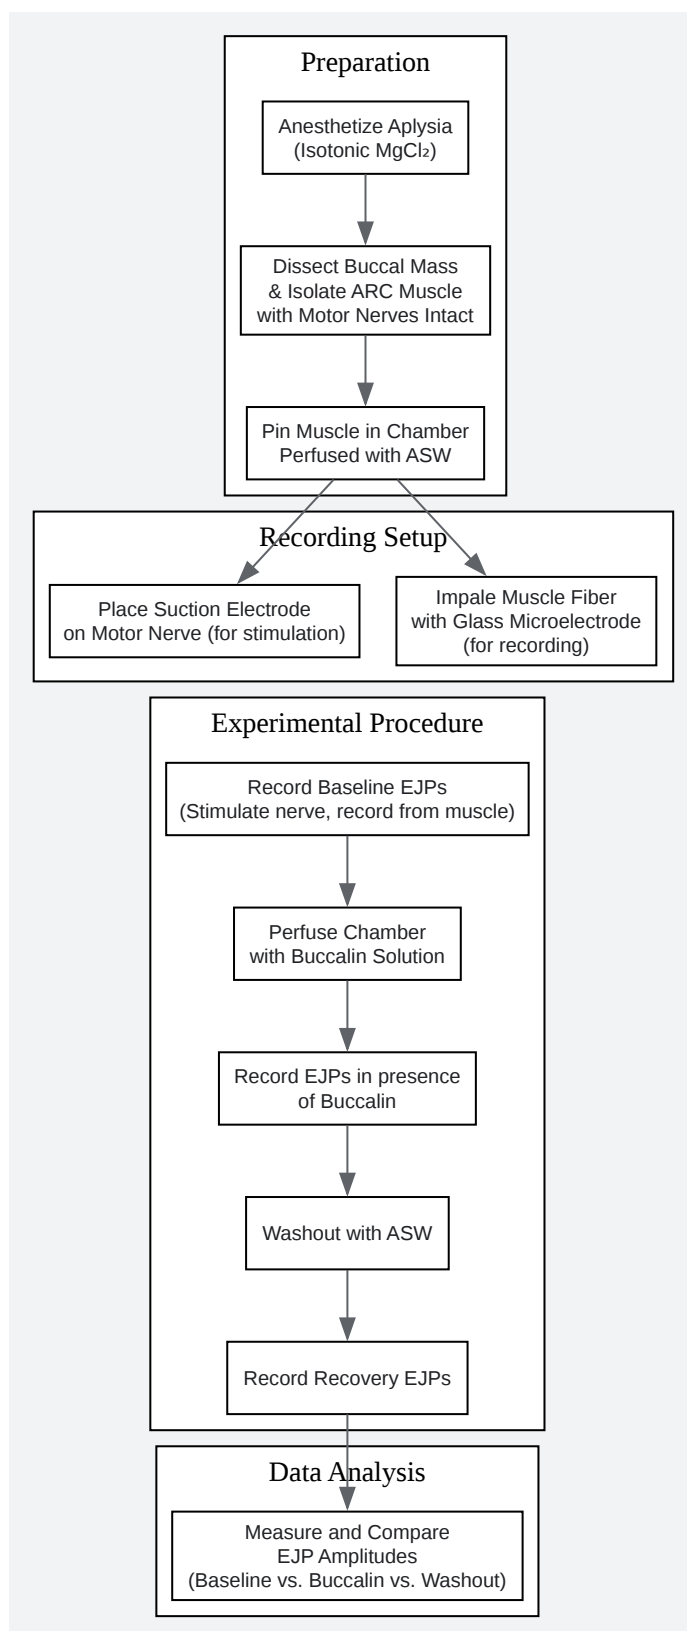 Preparation
Anesthetize Aplysia
(Isotonic MgCl₂)
Dissect Buccal Mass
& Isolate ARC Muscle
with Motor Nerves Intact
Pin Muscle in Chamber
Perfused with ASW
Recording Setup
Place Suction Electrode
on Motor Nerve (for stimulation)
Impale Muscle Fiber
with Glass Microelectrode
(for recording)
Experimental Procedure
Record Baseline EJPs
(Stimulate nerve, record from muscle)
Perfuse Chamber
with Buccalin Solution
Record EJPs in presence
of Buccalin
Washout with ASW
Record Recovery EJPs
Data Analysis
Measure and Compare
EJP Amplitudes
(Baseline vs. Buccalin vs. Washout)